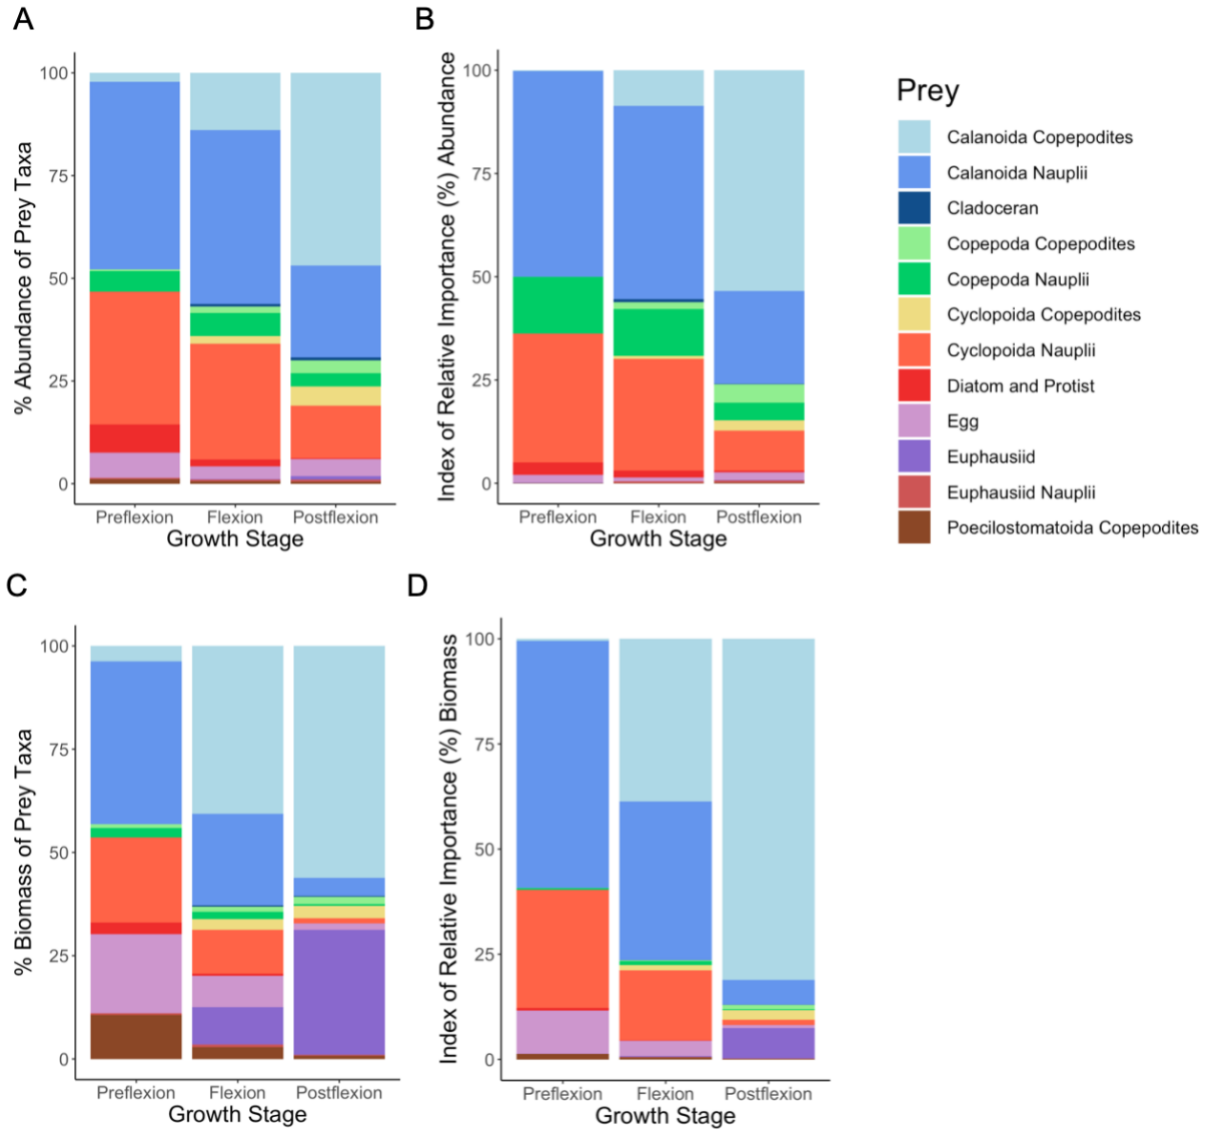 A
% Abundance of Prey Taxa
100
75
50
25
0
Preflexion Flexion Postflexion
Growth Stage
B
Index of Relative Importance (%) Abundance
100
75
50
25
0
Preflexion Flexion Postflexion
Growth Stage
Prey
Calanoida Copepodites
Calanoida Nauplii
Cladoceran
Copepoda Copepodites
Copepoda Nauplii
Cyclopoida Copepodites
Cyclopoida Nauplii
Diatom and Protist
Egg
Euphausiid
Euphausiid Nauplii
Poecilostomatoida Copepodites
C
% Biomass of Prey Taxa
100
75
50
25
0
Preflexion Flexion Postflexion
Growth Stage
D
Index of Relative Importance (%) Biomass
100
75
50
25
0
Preflexion Flexion Postflexion
Growth Stage